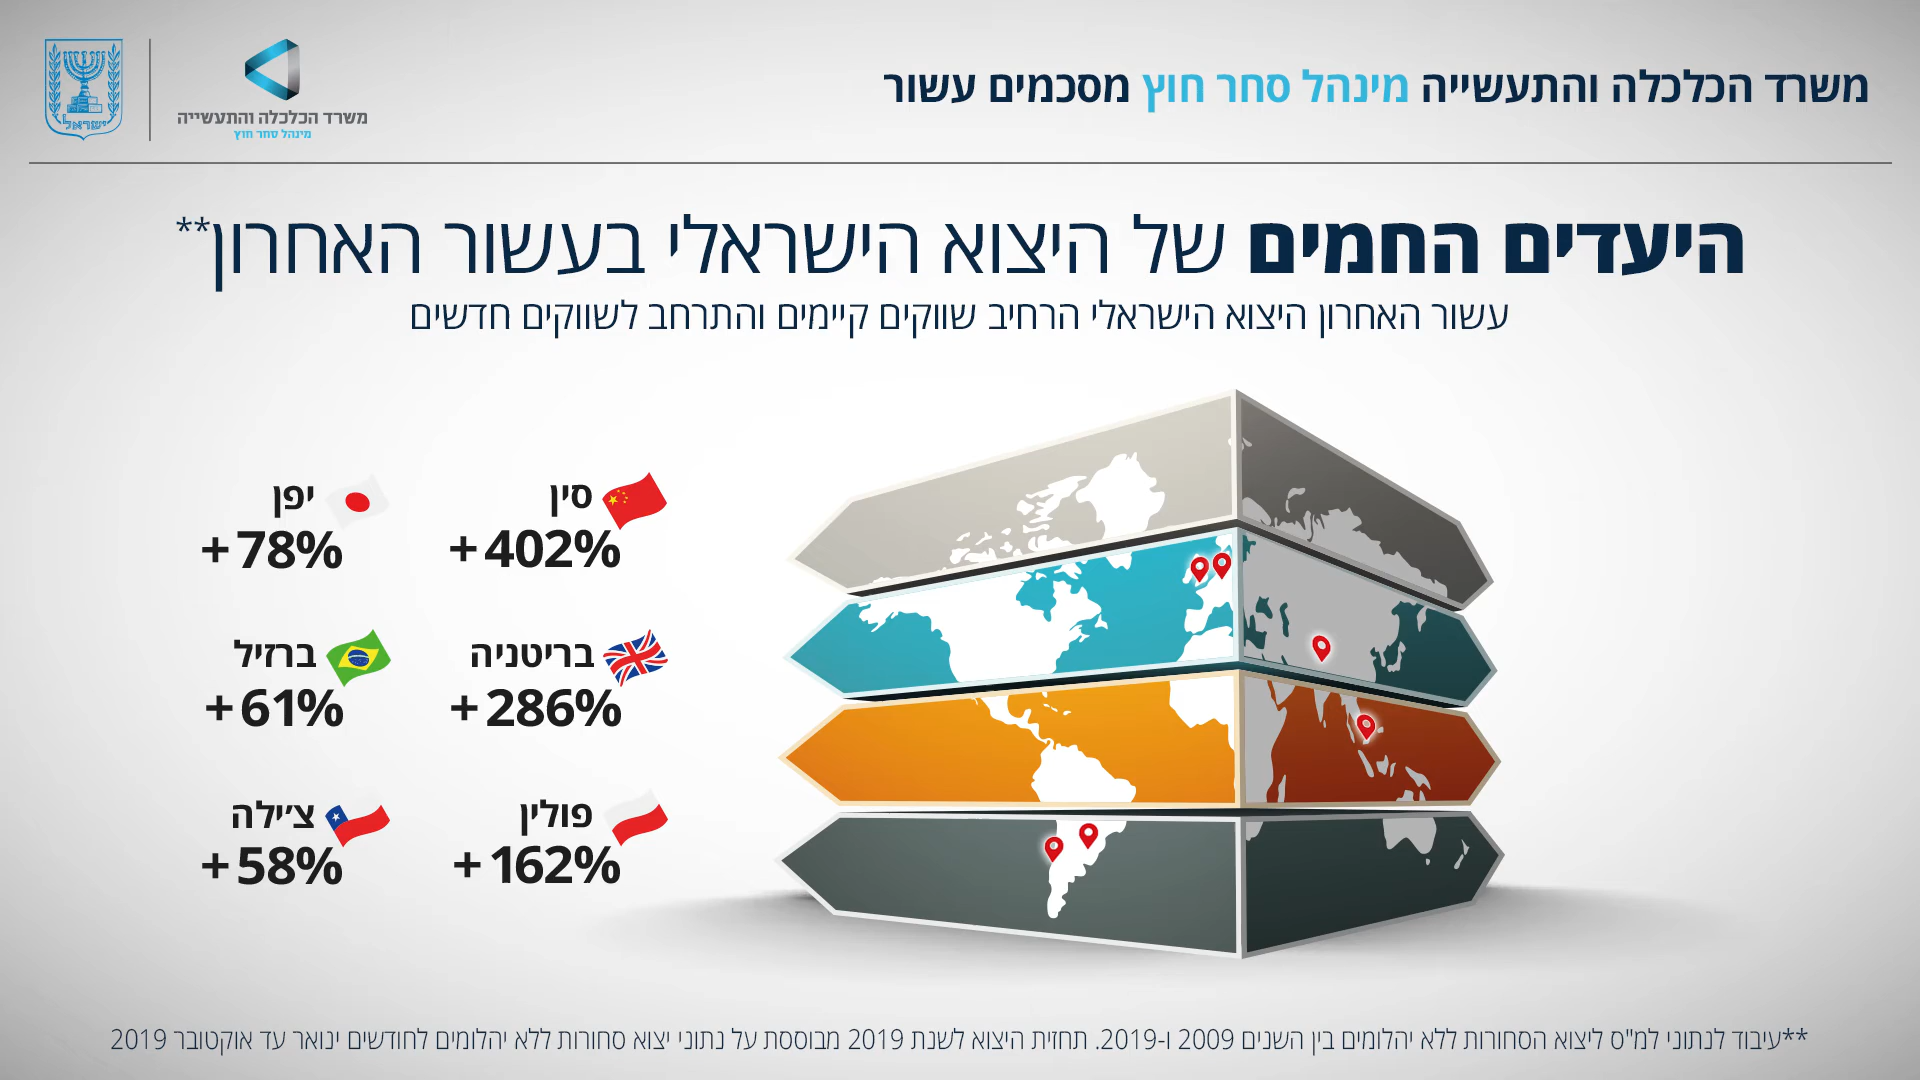 משרד הכלכלה והתעשייה מינהל סחר חוץ מסכמים עשור
משרד הכלכלה והתעשייה
מינהל סחר חוץ
ישראל
היעדים החמים של היצוא הישראלי בעשור האחרון**
עשור האחרון היצוא הישראלי הרחיב שווקים קיימים והתרחב לשווקים חדשים
סין
+402%
יפן
+78%
בריטניה
+286%
ברזיל
+61%
פולין
+162%
צ׳ילה
+58%
**עיבוד לנתוני למ"ס ליצוא הסחורות ללא יהלומים בין השנים 2009 ו-2019. תחזית היצוא לשנת 2019 מבוססת על נתוני יצוא סחורות ללא יהלומים לחודשים ינואר עד אוקטובר 2019